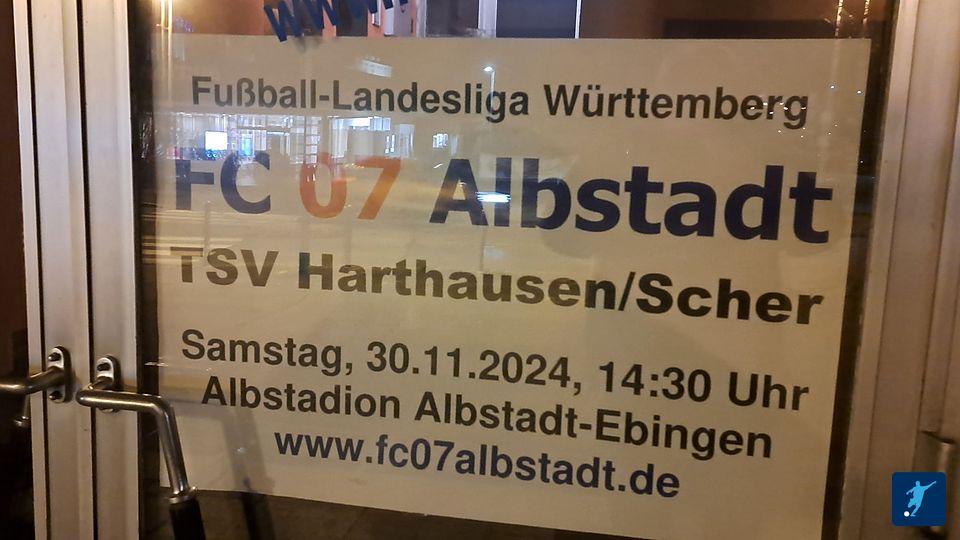 www.
Fußball-Landesliga Württemberg
FC 07 Albstadt
TSV Harthausen/Scher
Samstag, 30.11.2024, 14:30 Uhr
Albstadion Albstadt-Ebingen
www.fc07albstadt.de